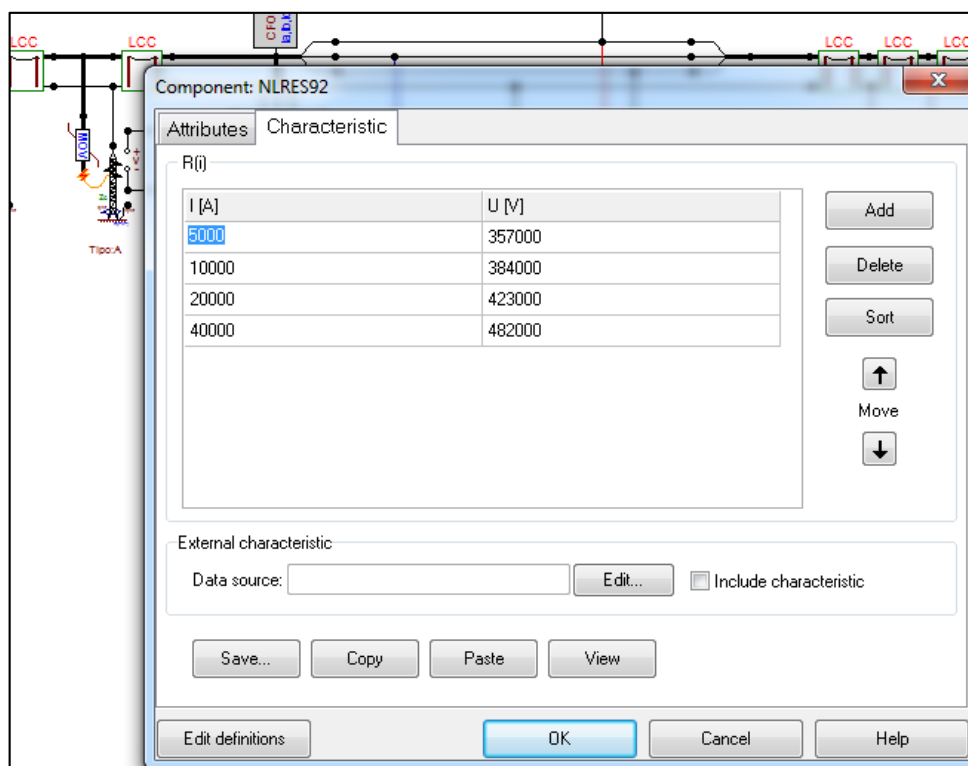 LCC
LCC
CFO
Ia,b,c
LCC
LCC
LCC
Component: NLRES92
Attributes
Characteristic
MOV
+
V
-
R(i)
I [A] U [V]
5000 357000
10000 384000
20000 423000
40000 482000
Add
Delete
Sort
Move
Tipo:A
External characteristic
Data source:
Edit...
Include characteristic
Save...
Copy
Paste
View
Edit definitions
OK
Cancel
Help